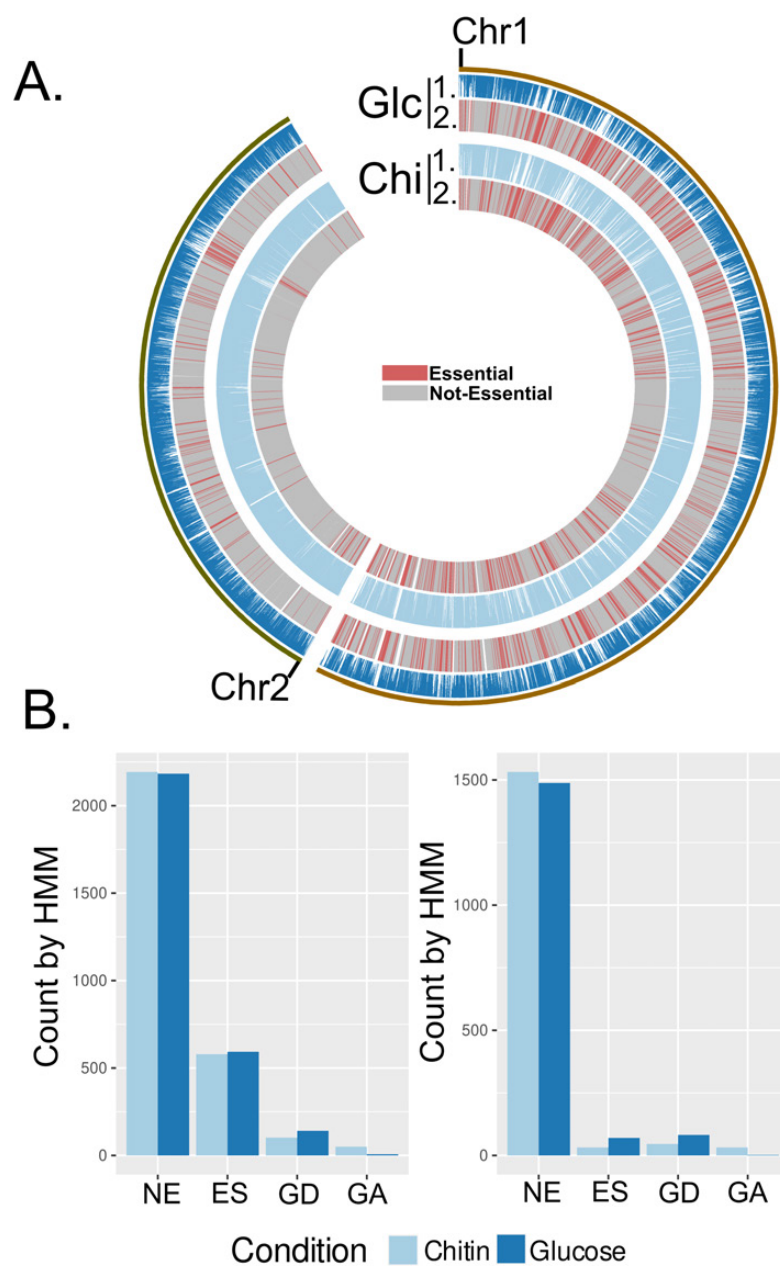 A.
Chr1
Glc 1.
2.
Chi 1.
2.
Essential
Not-Essential
Chr2
B.
Count by HMM
2000
1500
1000
500
0
NE ES GD GA
Count by HMM
1500
1000
500
0
NE ES GD GA
Condition Chitin Glucose